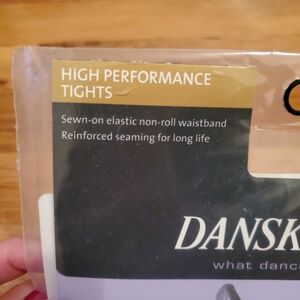 HIGH PERFORMANCE
TIGHTS
Sewn-on elastic non-roll waistband
Reinforced seaming for long life
DANSK
what danc